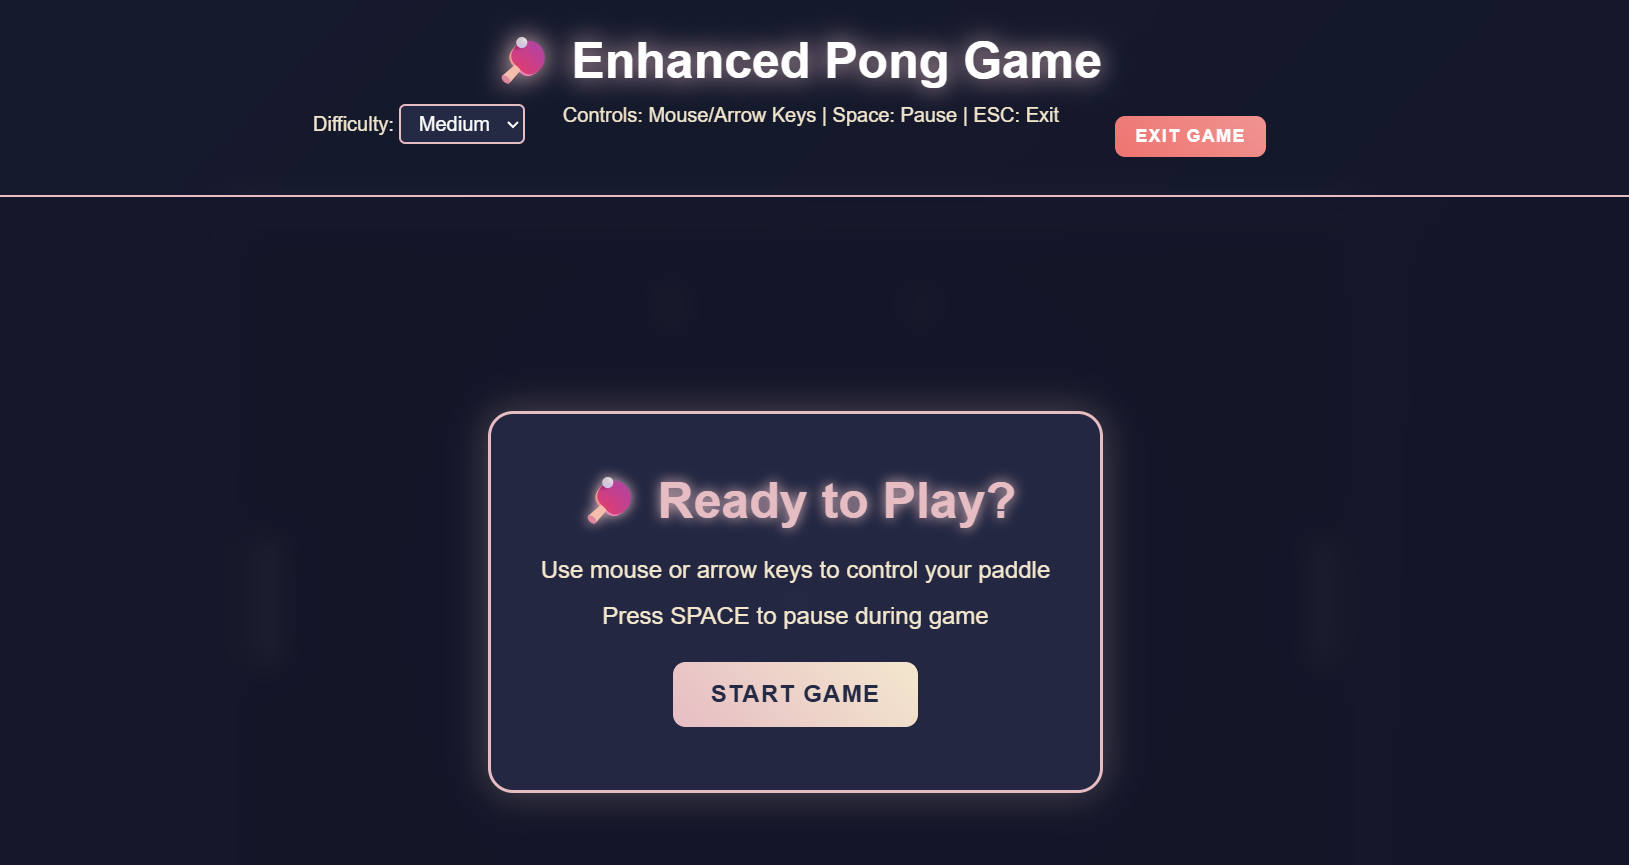 Enhanced Pong Game
Difficulty: Medium
Controls: Mouse/Arrow Keys | Space: Pause | ESC: Exit
EXIT GAME
Ready to Play?
Use mouse or arrow keys to control your paddle
Press SPACE to pause during game
START GAME